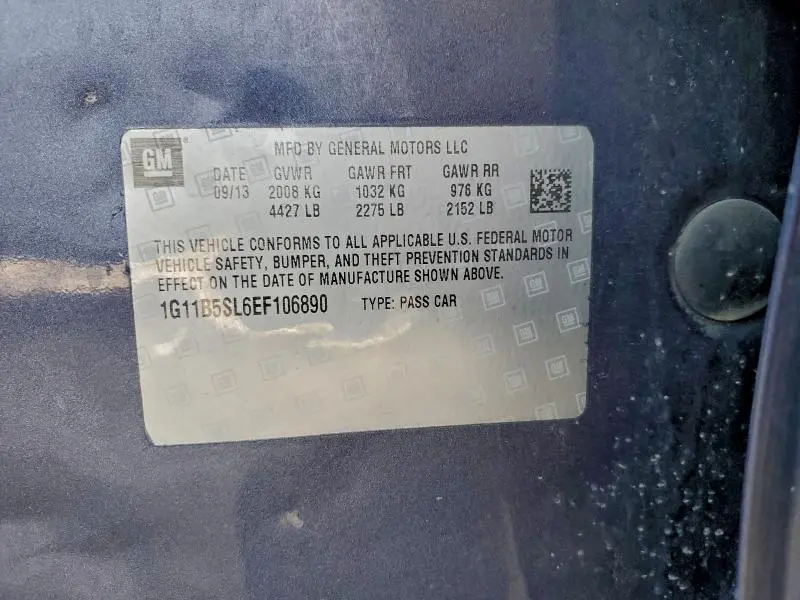 GM
MFD BY GENERAL MOTORS LLC
DATE GVWR GAWR FRT GAWR RR
09/13 2008 KG 1032 KG 976 KG
4427 LB 2275 LB 2152 LB
THIS VEHICLE CONFORMS TO ALL APPLICABLE U.S. FEDERAL MOTOR
VEHICLE SAFETY, BUMPER, AND THEFT PREVENTION STANDARDS IN
EFFECT ON THE DATE OF MANUFACTURE SHOWN ABOVE.
1G11B5SL6EF106890 TYPE: PASS CAR